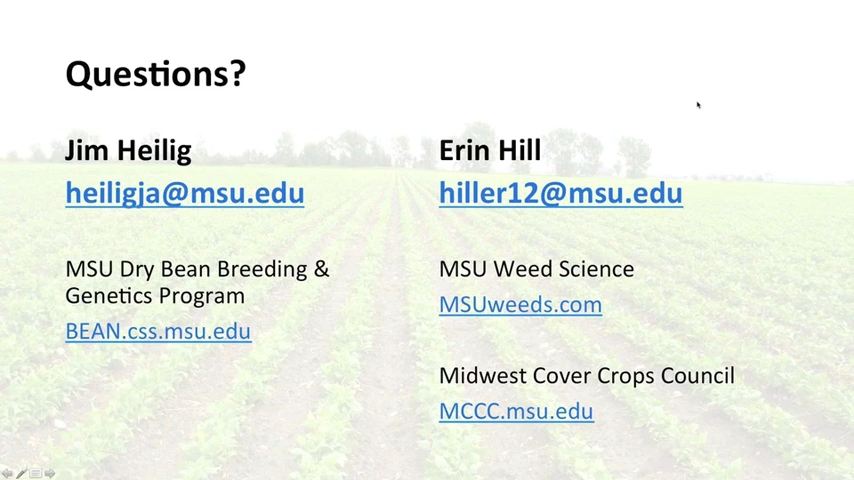 Questions?
Jim Heilig
heiligja@msu.edu
MSU Dry Bean Breeding &
Genetics Program
BEAN.css.msu.edu
Erin Hill
hiller12@msu.edu
MSU Weed Science
MSUweeds.com
Midwest Cover Crops Council
MCCC.msu.edu